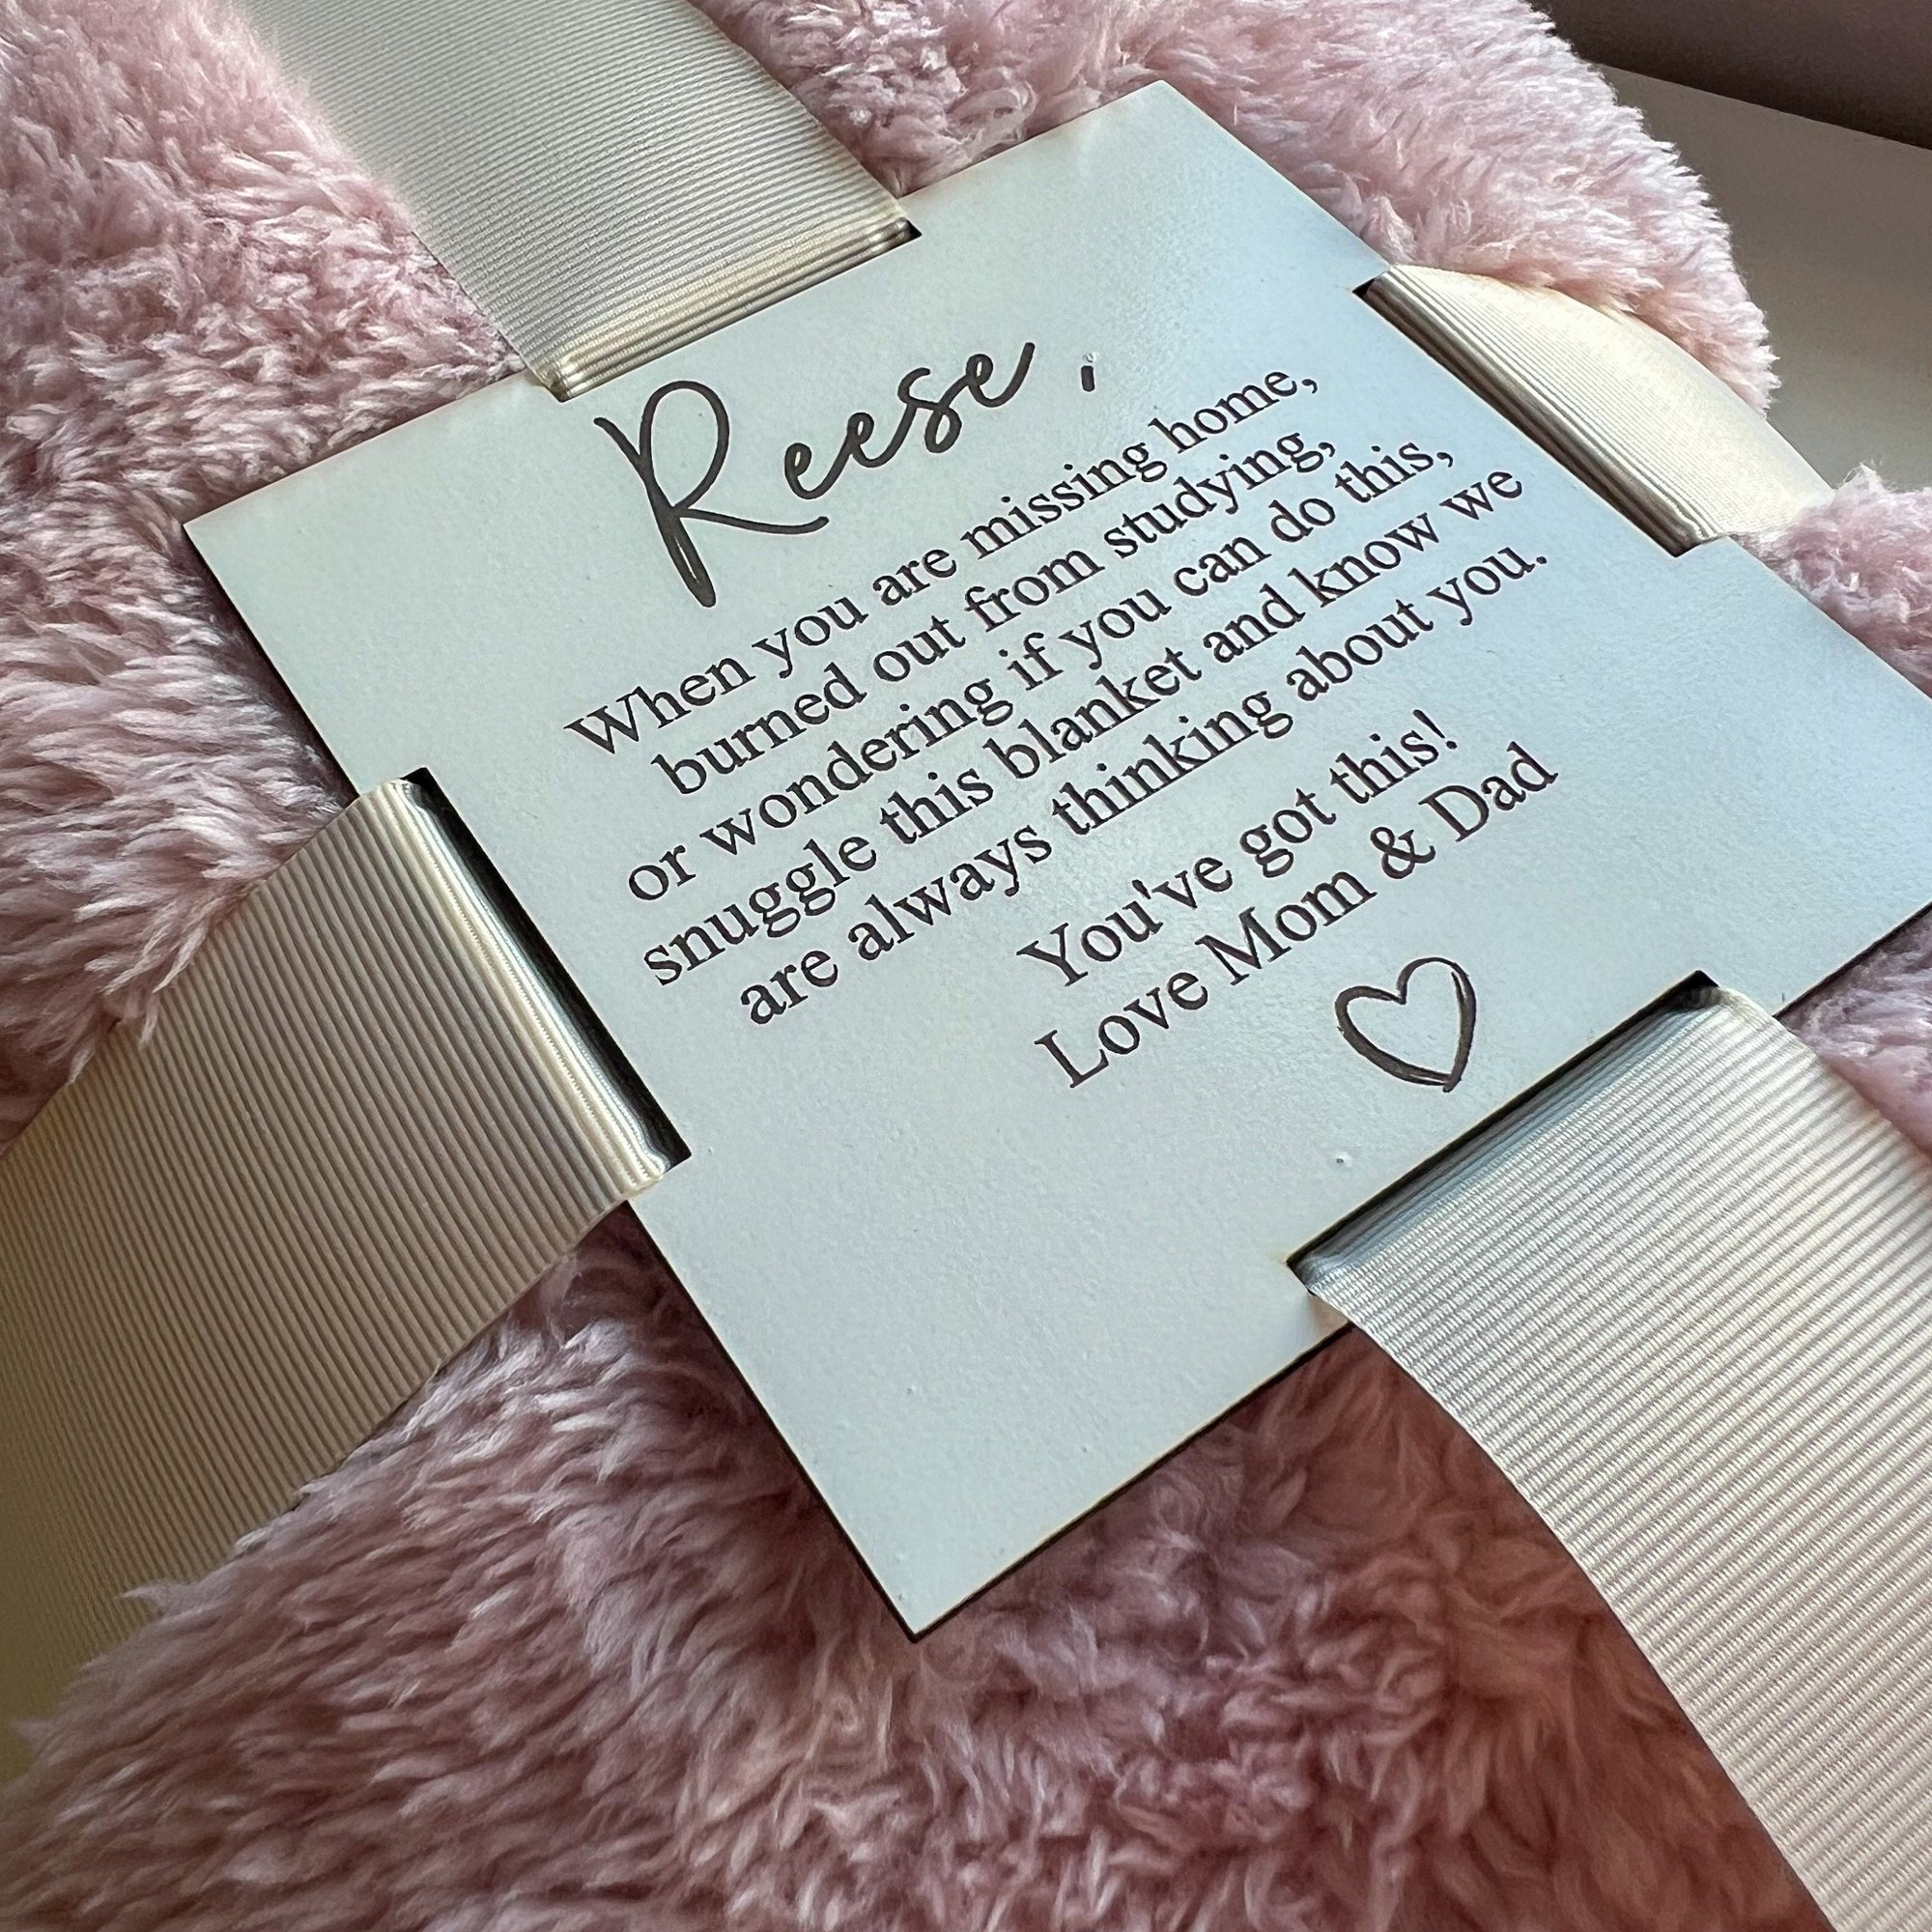 Reese,
When you are missing home,
burned out from studying,
or wondering if you can do this,
snuggle this blanket and know we
are always thinking about you.
You've got this!
Love Mom & Dad